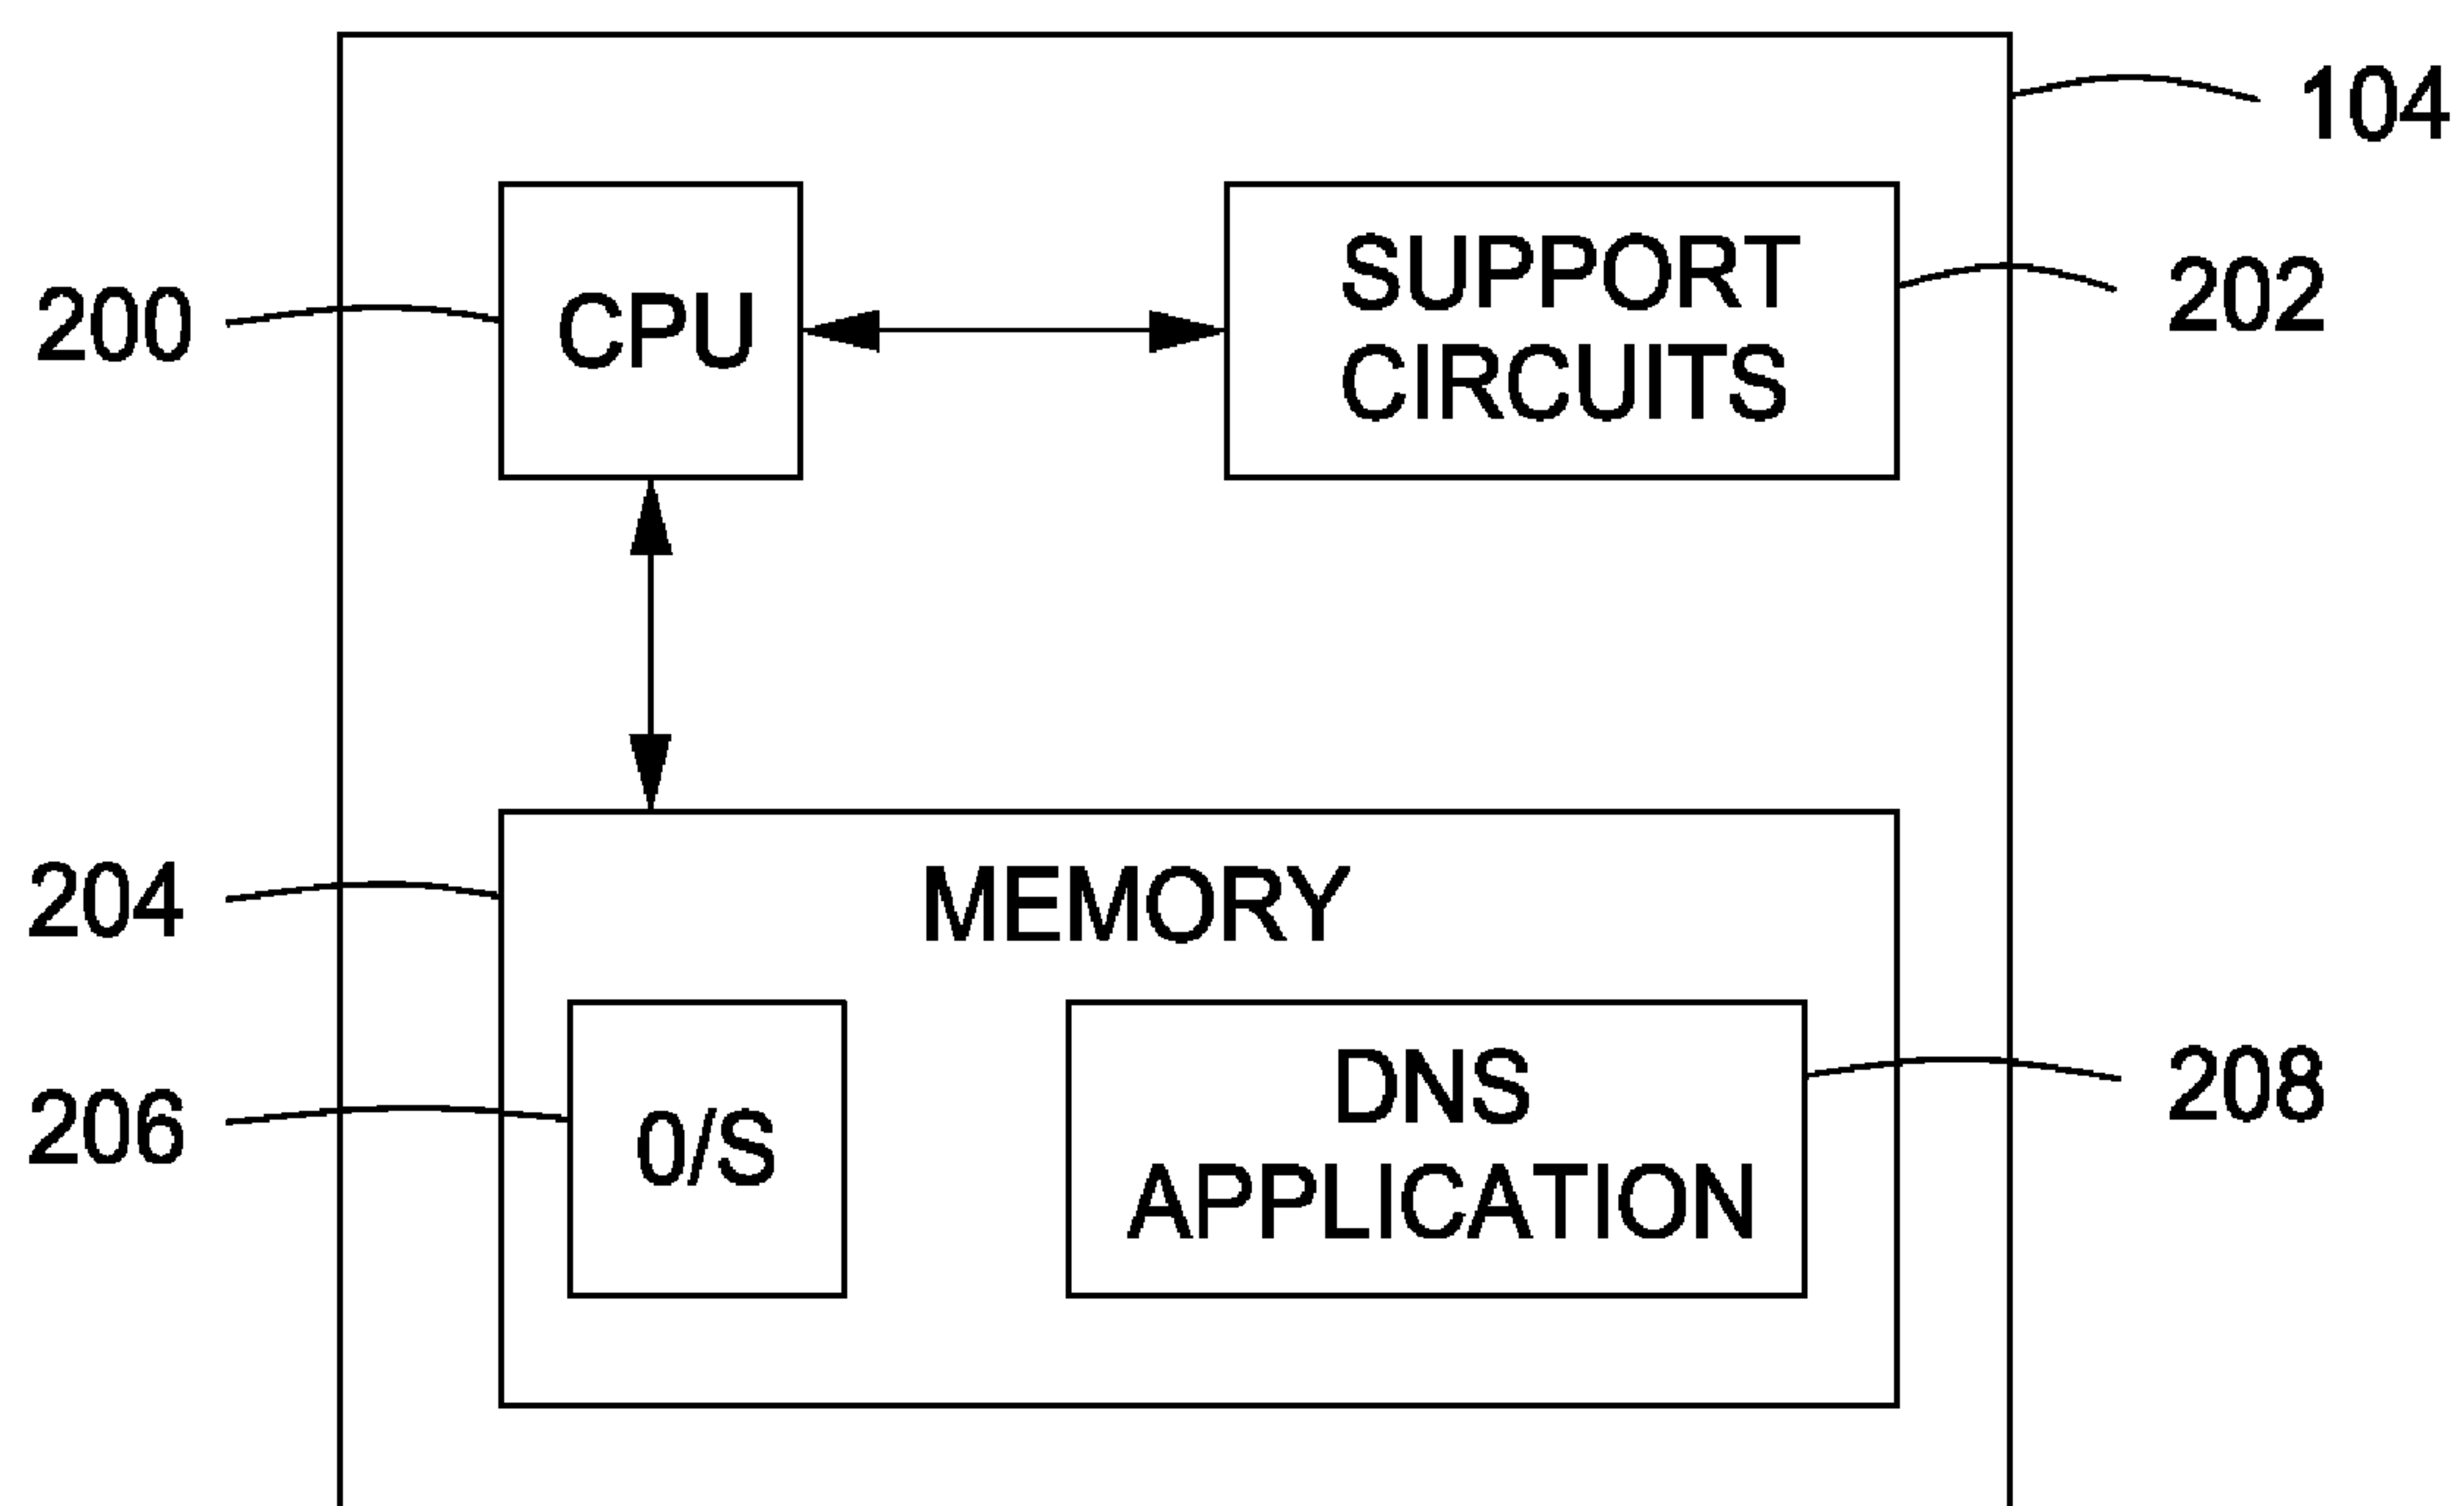 104
200
CPU
SUPPORT
CIRCUITS
202
204
MEMORY
206
0/S
DNS
APPLICATION
208